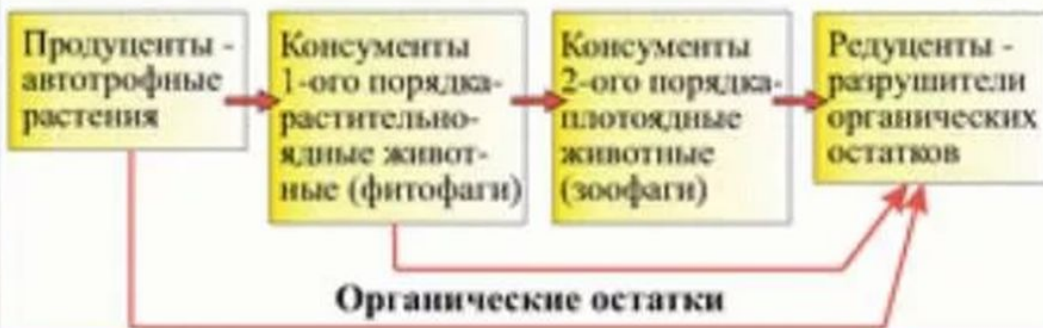 Продуценты -
автотрофные
растения
Консументы
1-ого порядка-
растительно-
ядные живот-
ные (фитофаги)
Консументы
2-ого порядка-
плотоядные
животные
(зоофаги)
Редуценты -
разрушители
органических
остатков
Органические остатки